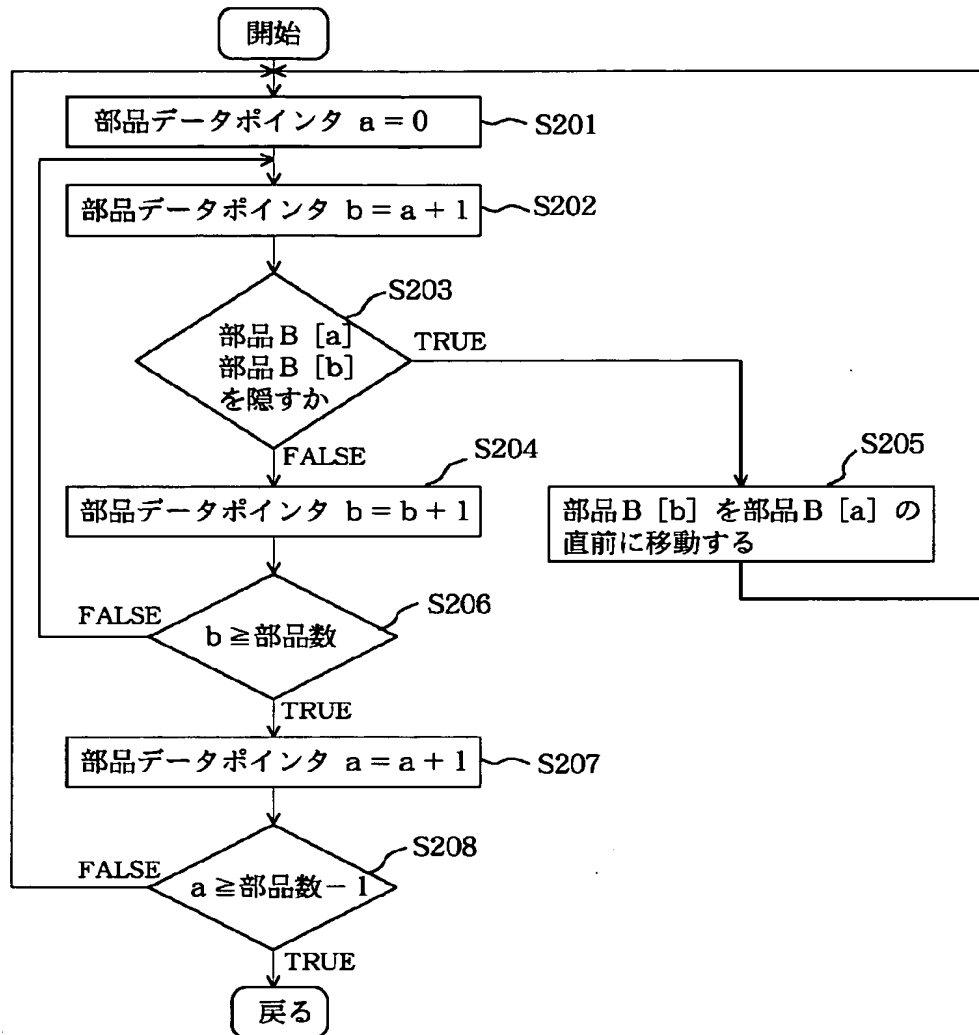 開始
部品データポインタ a=0
S201
部品データポインタ b=a+1
S202
S203
部品B [a]
部品B [b]
を隠すか
TRUE
FALSE
S204
部品データポインタ b=b+1
S205
部品B [b] を部品B [a] の
直前に移動する
S206
FALSE
b≧部品数
TRUE
部品データポインタ a=a+1
S207
S208
FALSE
a≧部品数-1
TRUE
戻る